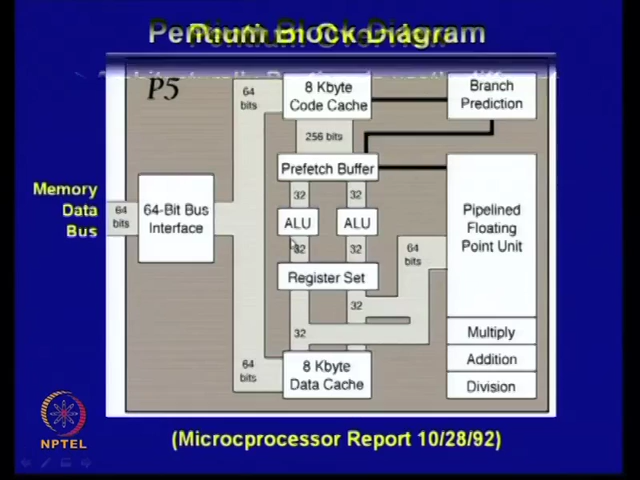 Pentium Block Diagram
P5
64
bits
8 Kbyte
Code Cache
Branch
Prediction
256 bits
Prefetch Buffer
Memory
Data
Bus
64
bits
64-Bit Bus
Interface
32
32
ALU
ALU
Pipelined
Floating
Point Unit
32
32
64
bits
Register Set
32
32
Multiply
64
bits
8 Kbyte
Data Cache
Addition
Division
NPTEL
(Microcprocessor Report 10/28/92)